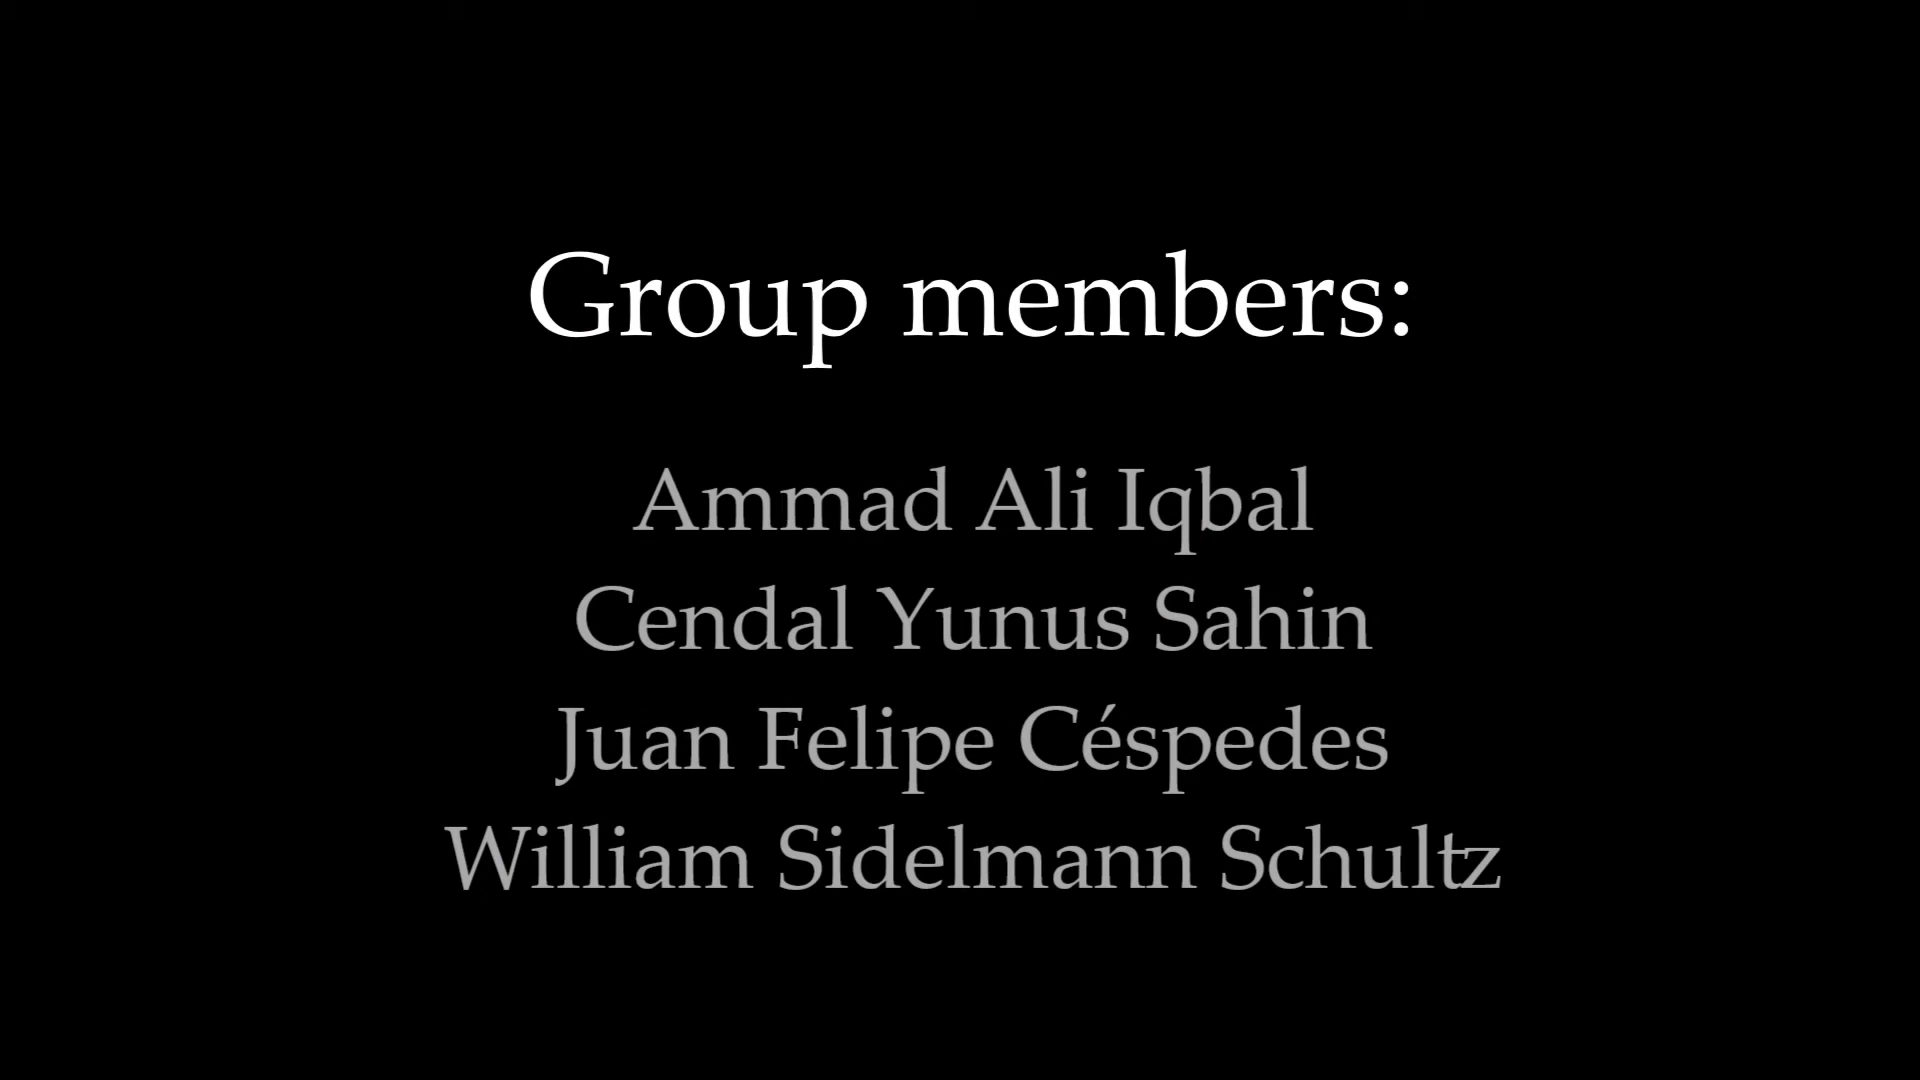 Group members:
Ammad Ali Iqbal
Cendal Yunus Sahin
Juan Felipe Céspedes
William Sidelmann Schultz